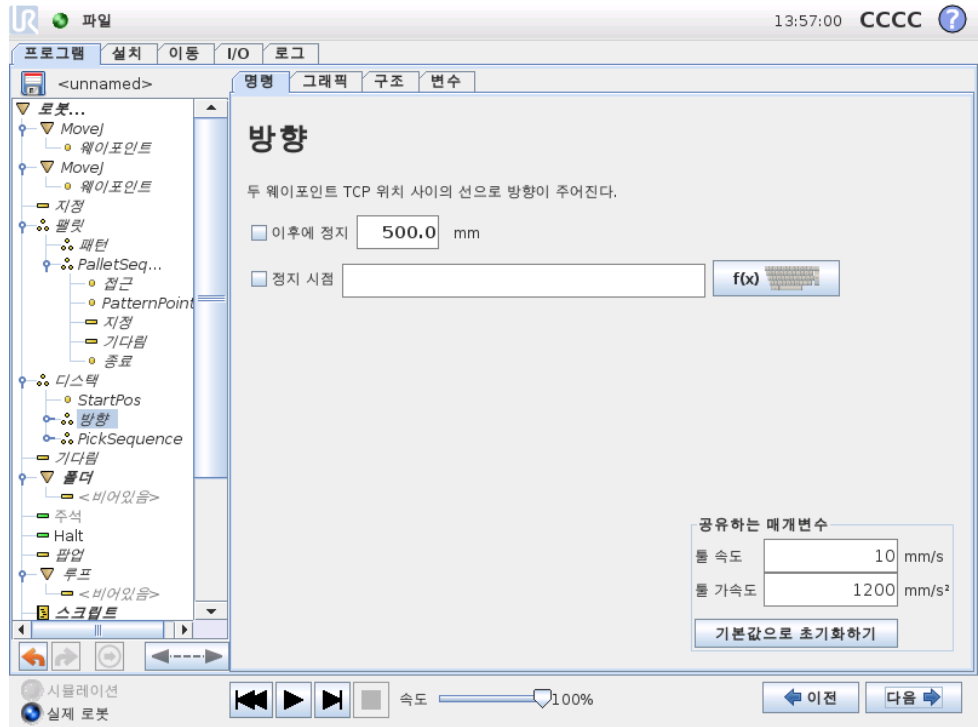 UR 파일 13:57:00 CCCC ?
프로그램 설치 이동 I/O 로그
<unnamed>
로봇...
MoveJ
웨이포인트
MoveJ
웨이포인트
지정
팰릿
패턴
PalletSeq...
접근
PatternPoint
지정
기다림
종료
디스택
StartPos
방향
PickSequence
기다림
폴더
<비어있음>
주석
Halt
팝업
루프
<비어있음>
스크립트
명령 그래픽 구조 변수
방향
두 웨이포인트 TCP 위치 사이의 선으로 방향이 주어진다.
이후에 정지 500.0 mm
정지 시점 f(x)
공유하는 매개변수
툴 속도 10 mm/s
툴 가속도 1200 mm/s²
기본값으로 초기화하기
시뮬레이션
실제 로봇
속도 100%
이전 다음